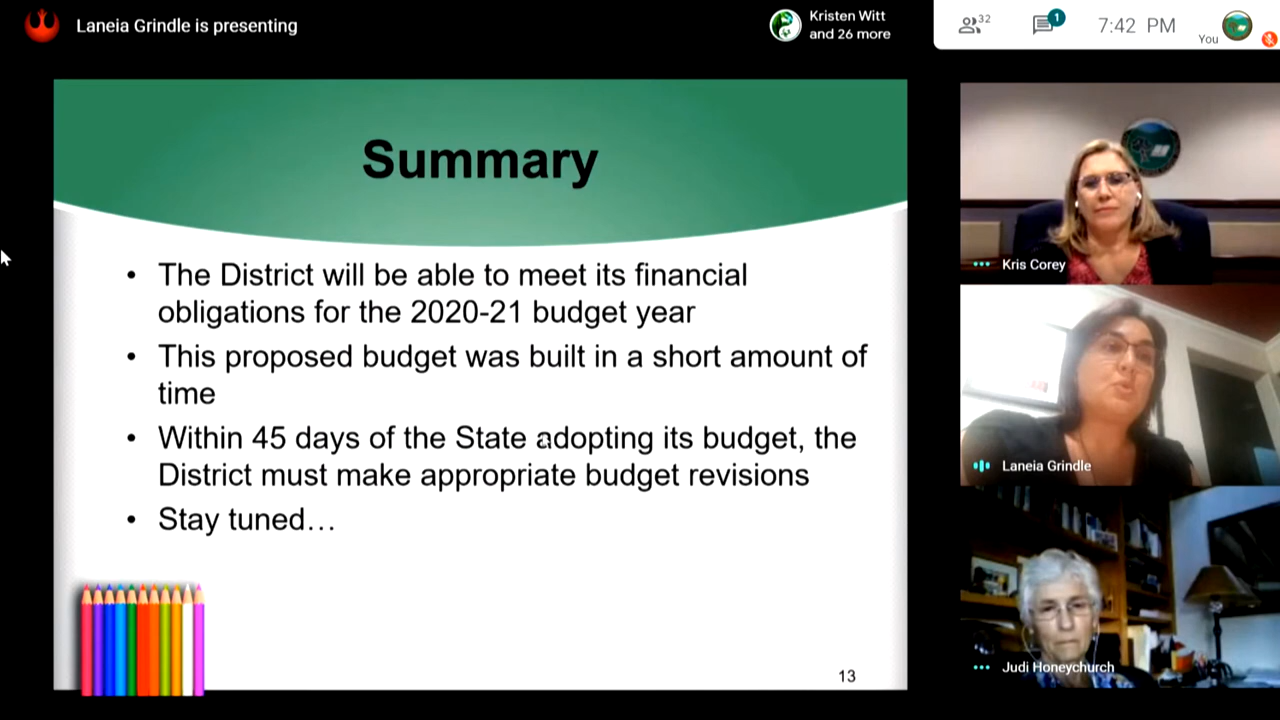 Laneia Grindle is presenting
Kristen Witt
and 26 more
32
1
7:42 PM
You
Summary
• The District will be able to meet its financial
obligations for the 2020-21 budget year
• This proposed budget was built in a short amount of
time
• Within 45 days of the State adopting its budget, the
District must make appropriate budget revisions
• Stay tuned…
13
Kris Corey
Laneia Grindle
Judi Honeychurch